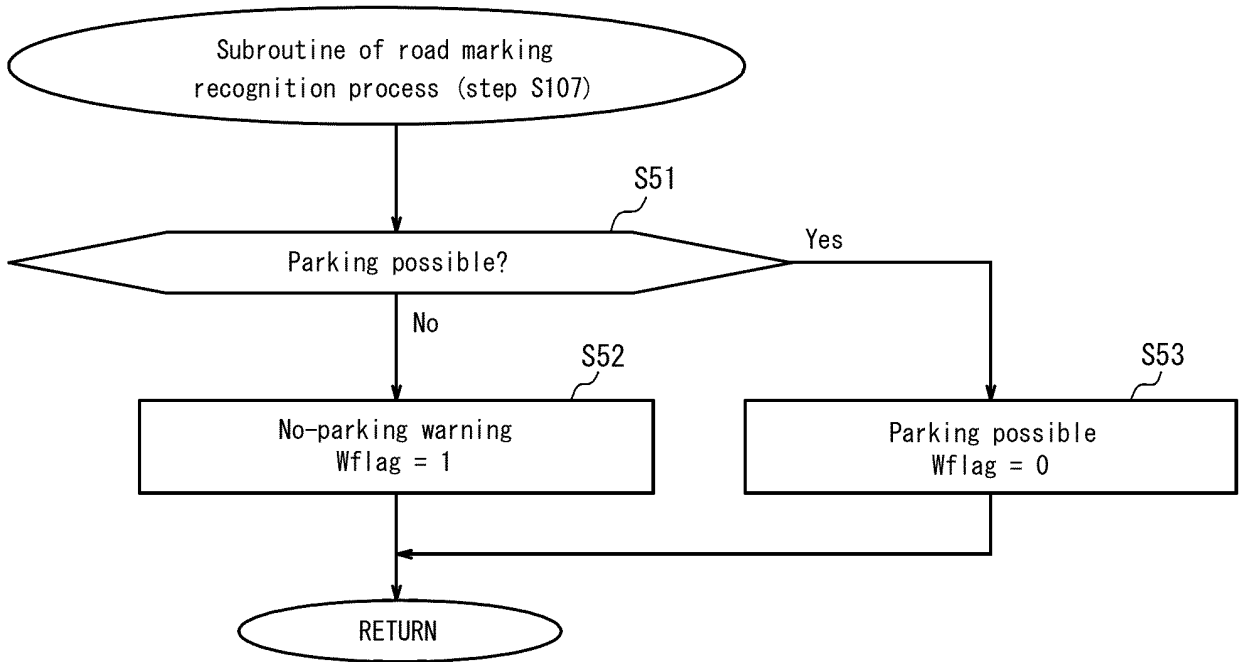 Subroutine of road marking
recognition process (step S107)
S51
Parking possible?
Yes
No
S52
No-parking warning
Wflag = 1
S53
Parking possible
Wflag = 0
RETURN